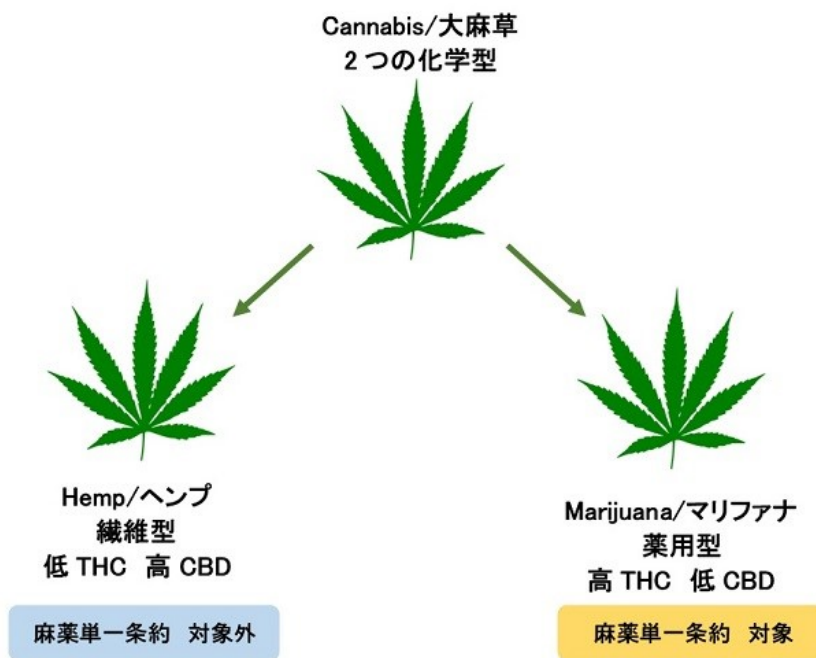 Cannabis/大麻草
2つの化学型
Hemp/ヘンプ
繊維型
低 THC 高 CBD
麻薬単一条約 対象外
Marijuana/マリファナ
薬用型
高 THC 低 CBD
麻薬単一条約 対象